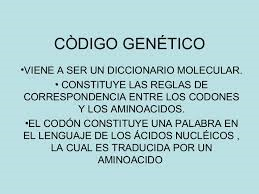 CÒDIGO GENÉTICO
•VIENE A SER UN DICCIONARIO MOLECULAR.
• CONSTITUYE LAS REGLAS DE
CORRESPONDENCIA ENTRE LOS CODONES
Y LOS AMINOACIDOS.
•EL CODÓN CONSTITUYE UNA PALABRA EN
EL LENGUAJE DE LOS ÁCIDOS NUCLÉICOS ,
LA CUAL ES TRADUCIDA POR UN
AMINOACIDO